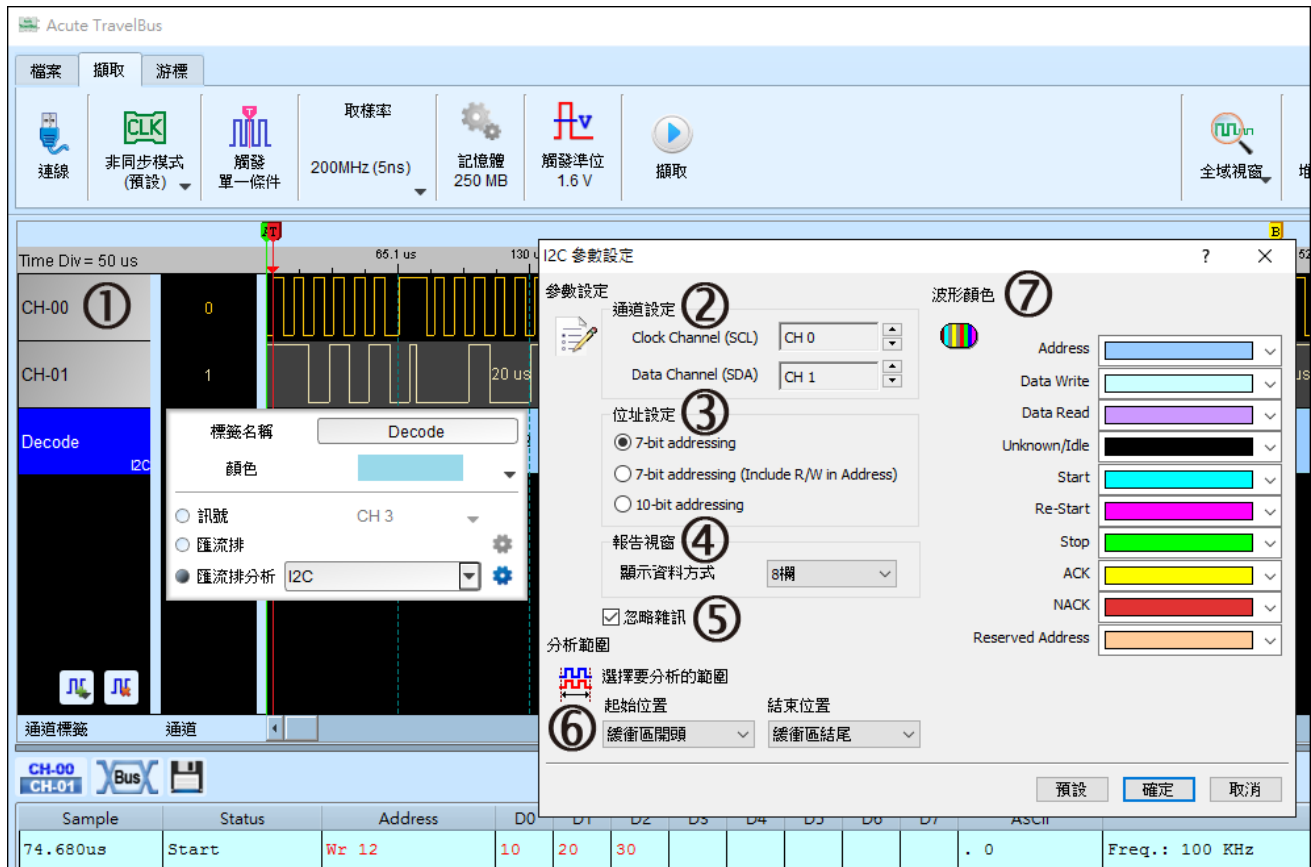 Acute TravelBus
檔案 擷取 游標
連線
非同步模式
(預設)
觸發
單一條件
取樣率
200MHz (5ns)
記憶體
250 MB
觸發準位
1.6 V
擷取
全域視窗
Time Div = 50 us
65.1 us
CH-00 ① 0
CH-01 1
20 us
Decode
I2C
標籤名稱 Decode
顏色
訊號 CH 3
匯流排
匯流排分析 I2C
通道標籤 通道
I2C 參數設定 ? X
參數設定
通道設定 ②
Clock Channel (SCL) CH 0
Data Channel (SDA) CH 1
位址設定 ③
7-bit addressing
7-bit addressing (Include R/W in Address)
10-bit addressing
報告視窗 ④
顯示資料方式 8欄
忽略雜訊 ⑤
分析範圍
選擇要分析的範圍
起始位置 結束位置
⑥ 緩衝區開頭 緩衝區結尾
波形顏色 ⑦
Address
Data Write
Data Read
Unknown/Idle
Start
Re-Start
Stop
ACK
NACK
Reserved Address
預設 確定 取消
CH-00
CH-01
Bus
Sample Status Address D0 D1 D2 D3 D4 D5 D6 D7 ASCII
74.680us Start Wr 12 10 20 30 . 0 Freq.: 100 KHz